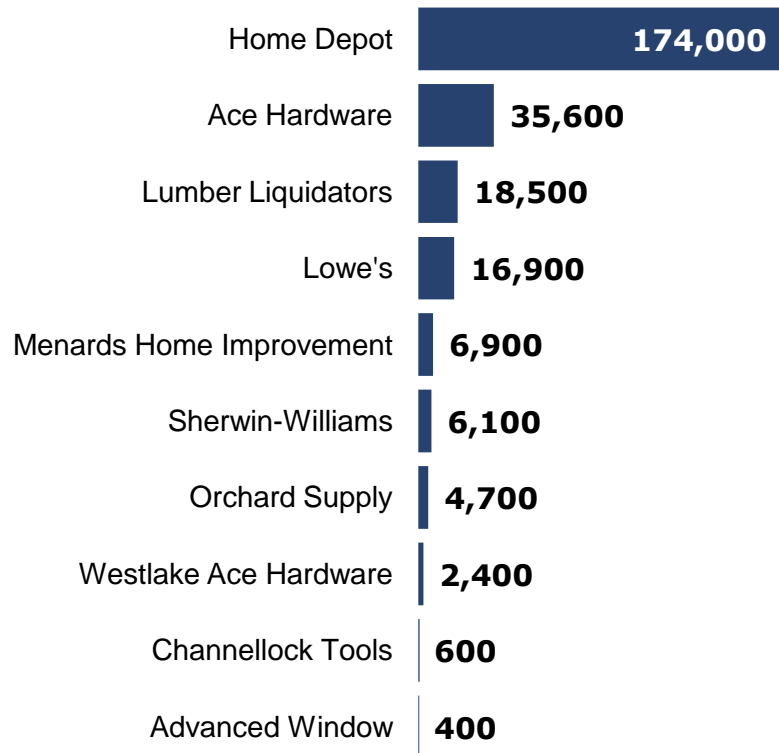 Home Depot 174,000
Ace Hardware 35,600
Lumber Liquidators 18,500
Lowe's 16,900
Menards Home Improvement 6,900
Sherwin-Williams 6,100
Orchard Supply 4,700
Westlake Ace Hardware 2,400
Channellock Tools 600
Advanced Window 400